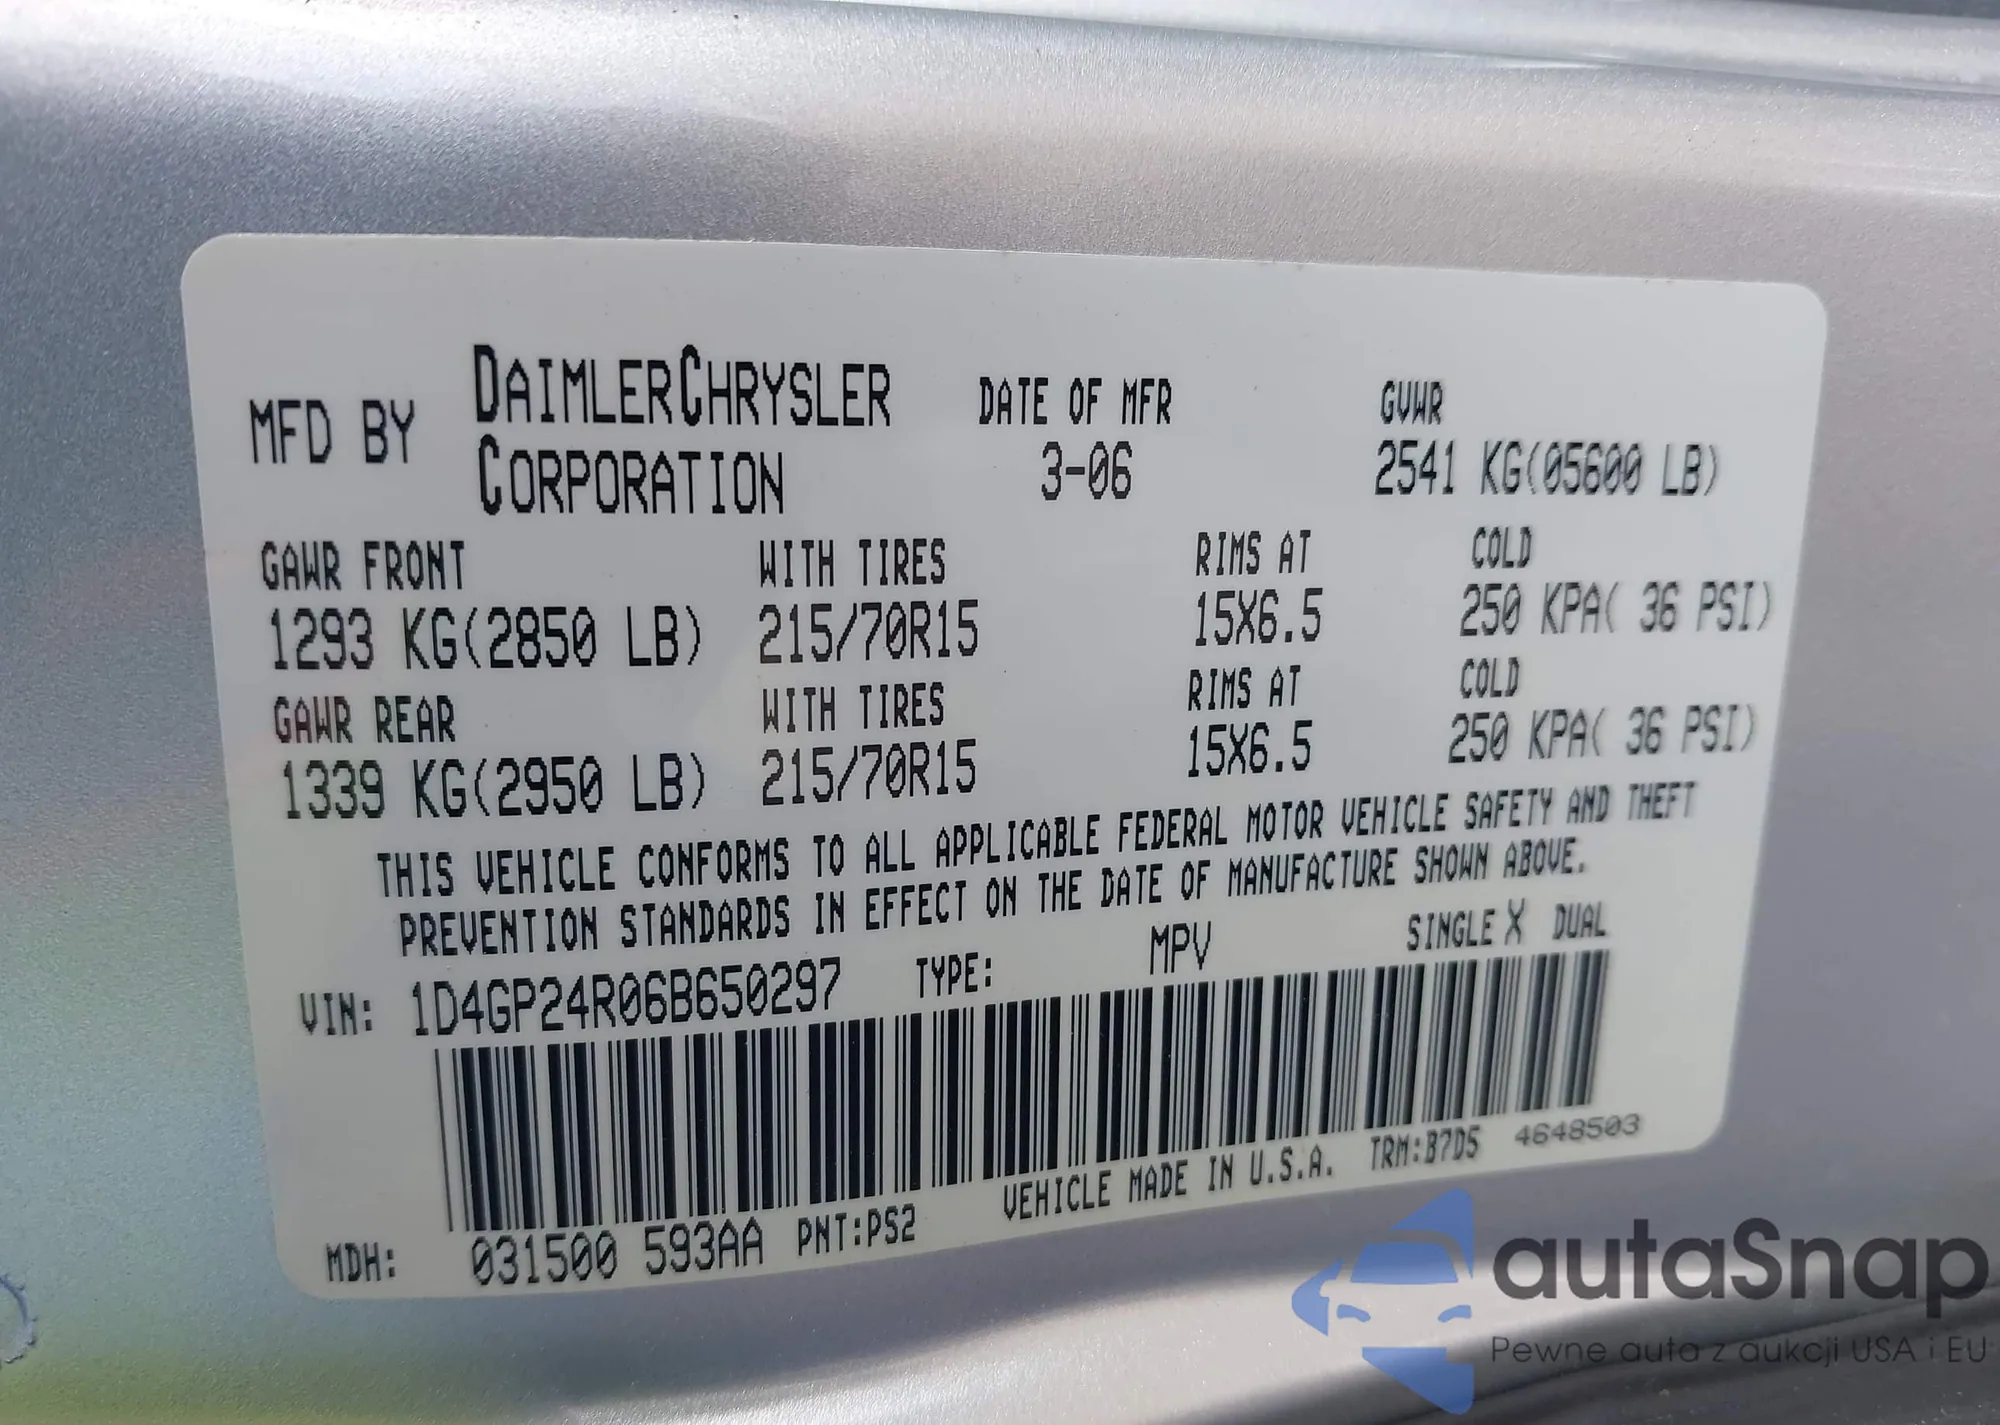 MFD BY DAIMLERCHRYSLER CORPORATION DATE OF MFR 3-06 GVWR 2541 KG(05600 LB)
GAWR FRONT WITH TIRES RIMS AT COLD
1293 KG(2850 LB) 215/70R15 15X6.5 250 KPA( 36 PSI)
GAWR REAR WITH TIRES RIMS AT COLD
1339 KG(2950 LB) 215/70R15 15X6.5 250 KPA( 36 PSI)
THIS VEHICLE CONFORMS TO ALL APPLICABLE FEDERAL MOTOR VEHICLE SAFETY AND THEFT
PREVENTION STANDARDS IN EFFECT ON THE DATE OF MANUFACTURE SHOWN ABOVE.
VIN: 1D4GP24R06B650297 TYPE: MPV SINGLE X DUAL
MDH: 031500 593AA PNT:PS2 VEHICLE MADE IN U.S.A. TRM:B7D5 4648503
autaSnap
Pewne auta z aukcji USA i EU